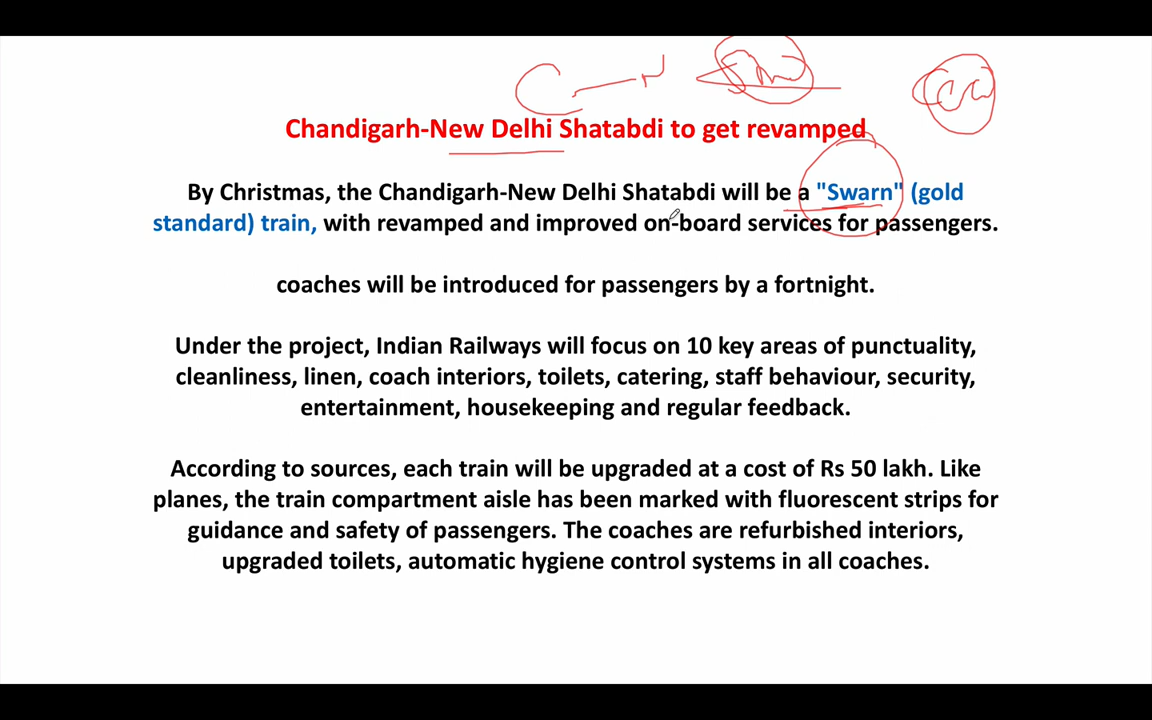 Chandigarh-New Delhi Shatabdi to get revamped
By Christmas, the Chandigarh-New Delhi Shatabdi will be a "Swarn" (gold
standard) train, with revamped and improved on-board services for passengers.
coaches will be introduced for passengers by a fortnight.
Under the project, Indian Railways will focus on 10 key areas of punctuality,
cleanliness, linen, coach interiors, toilets, catering, staff behaviour, security,
entertainment, housekeeping and regular feedback.
According to sources, each train will be upgraded at a cost of Rs 50 lakh. Like
planes, the train compartment aisle has been marked with fluorescent strips for
guidance and safety of passengers. The coaches are refurbished interiors,
upgraded toilets, automatic hygiene control systems in all coaches.